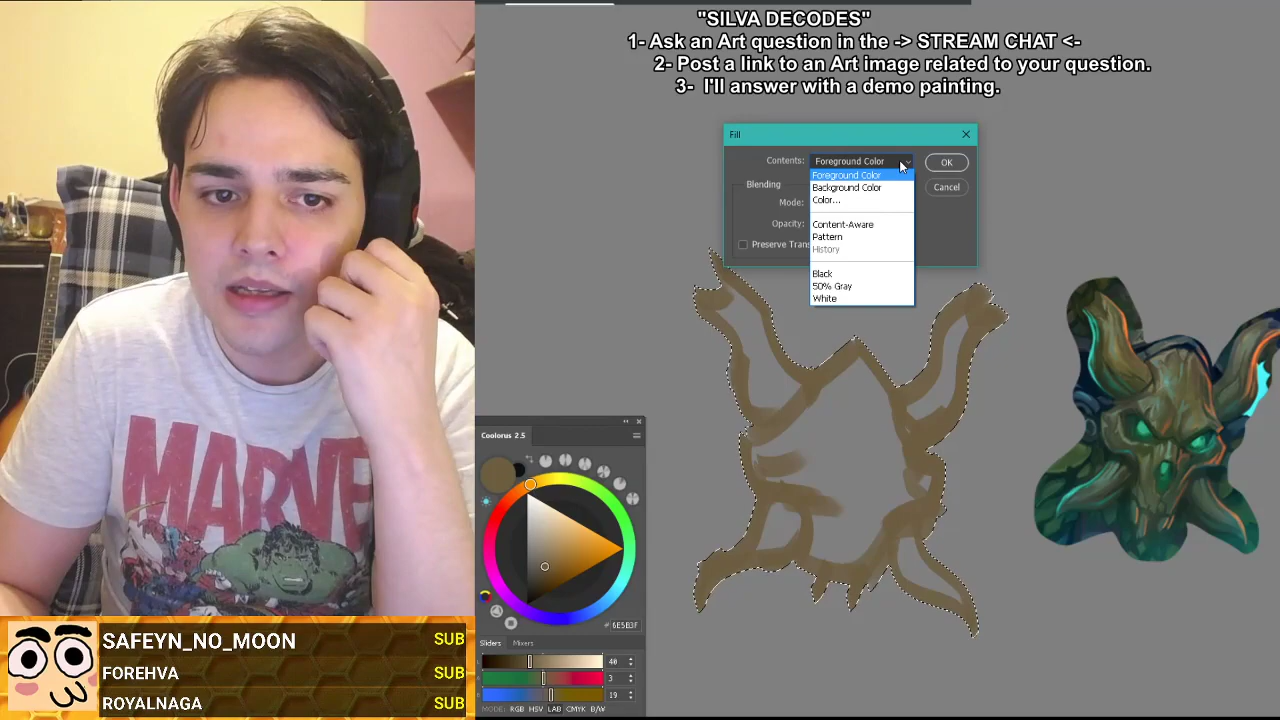 "SILVA DECODES"
1- Ask an Art question in the -> STREAM CHAT <-
2- Post a link to an Art image related to your question.
3- I'll answer with a demo painting.
Fill
Contents: Foreground Color
OK
Foreground Color
Blending
Background Color
Cancel
Mode:
Color...
Opacity:
Content-Aware
Pattern
Preserve Trans
History
Black
50% Gray
White
MARVEL
Coolorus 2.5
# 6E5B3F
Sliders Mixers
40
3
19
MODE: RGB HSV LAB CMYK B/W
SAFEYN_NO_MOON SUB
FOREHVA SUB
ROYALNAGA SUB